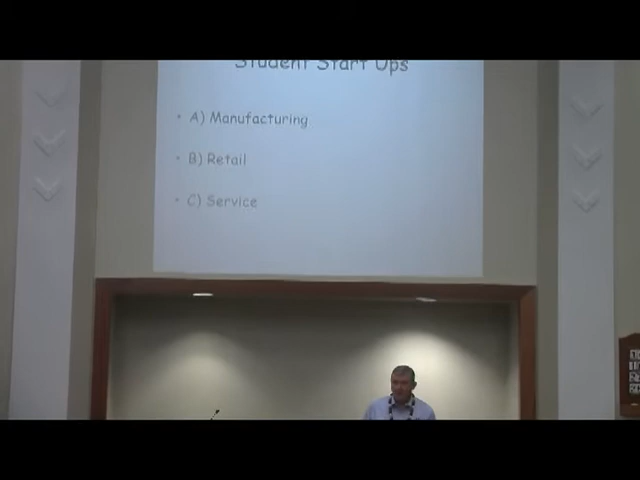 Student Start Ups
• A) Manufacturing
• B) Retail
• C) Service